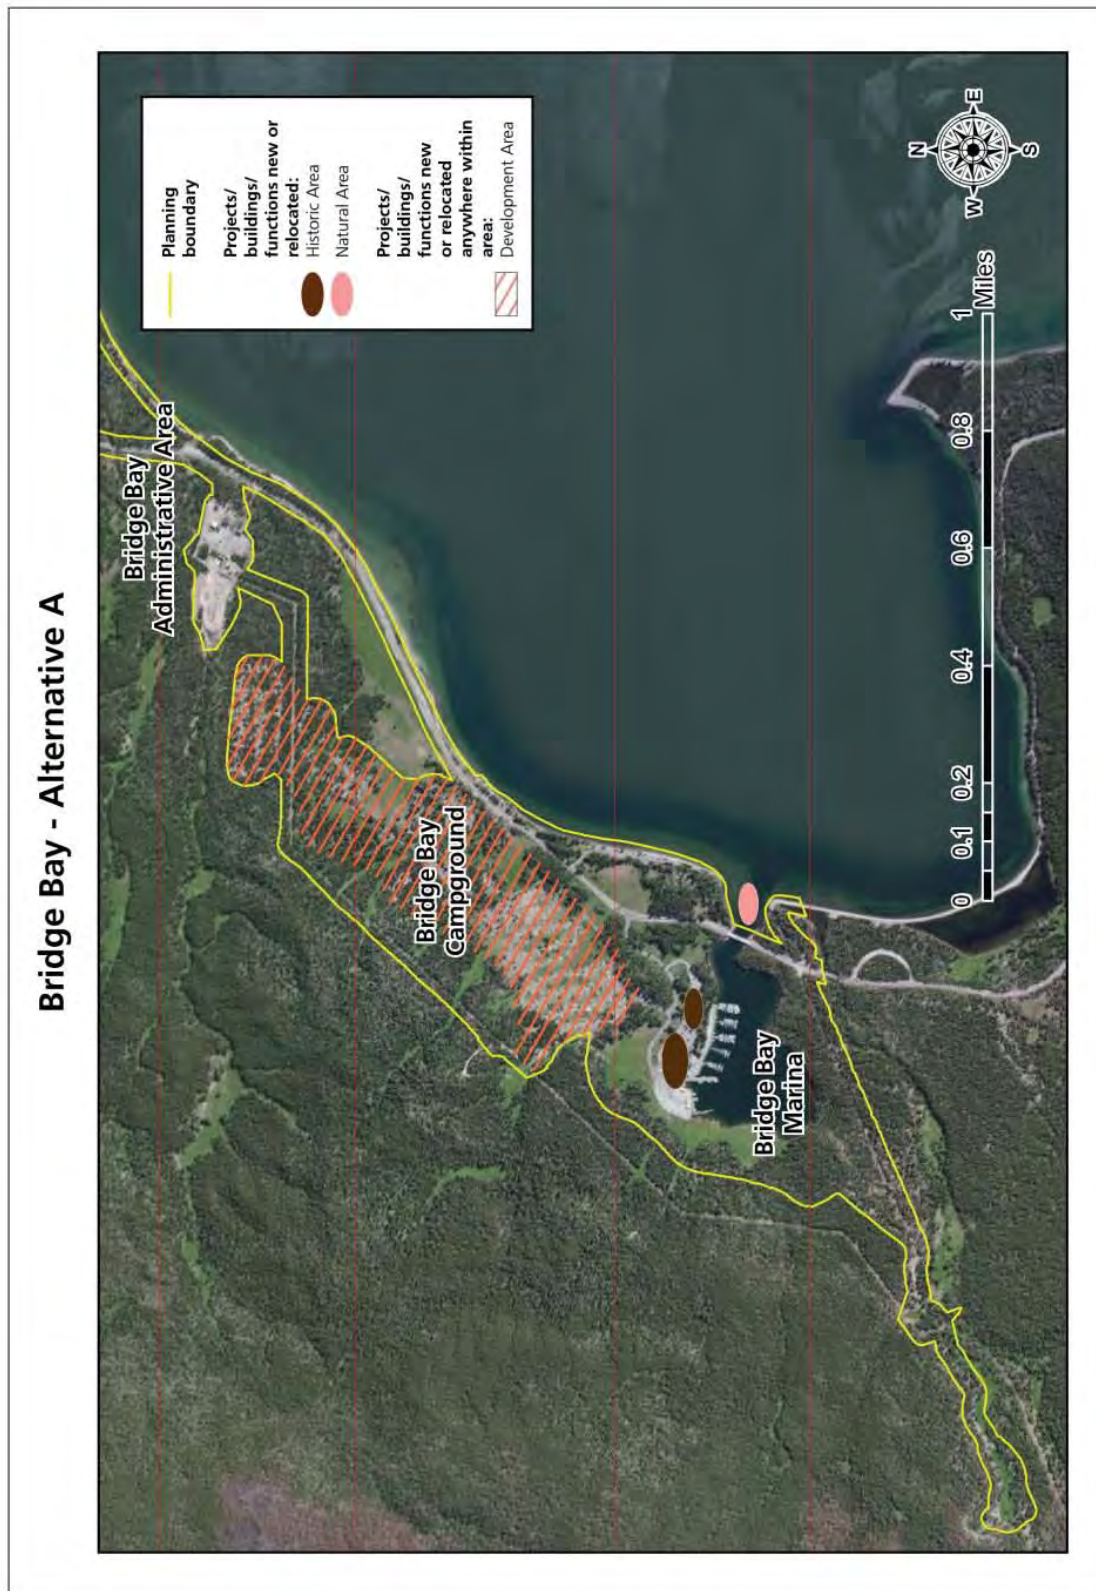 Bridge Bay - Alternative A
Bridge Bay
Administrative Area
Bridge Bay
Campground
Bridge Bay
Marina
Planning
boundary
Projects/
buildings/
functions new or
relocated:
Historic Area
Natural Area
Projects/
buildings/
functions new
or relocated
anywhere within
area:
Development Area
N
W
E
S
0
0.1
0.2
0.4
0.6
0.8
1
Miles